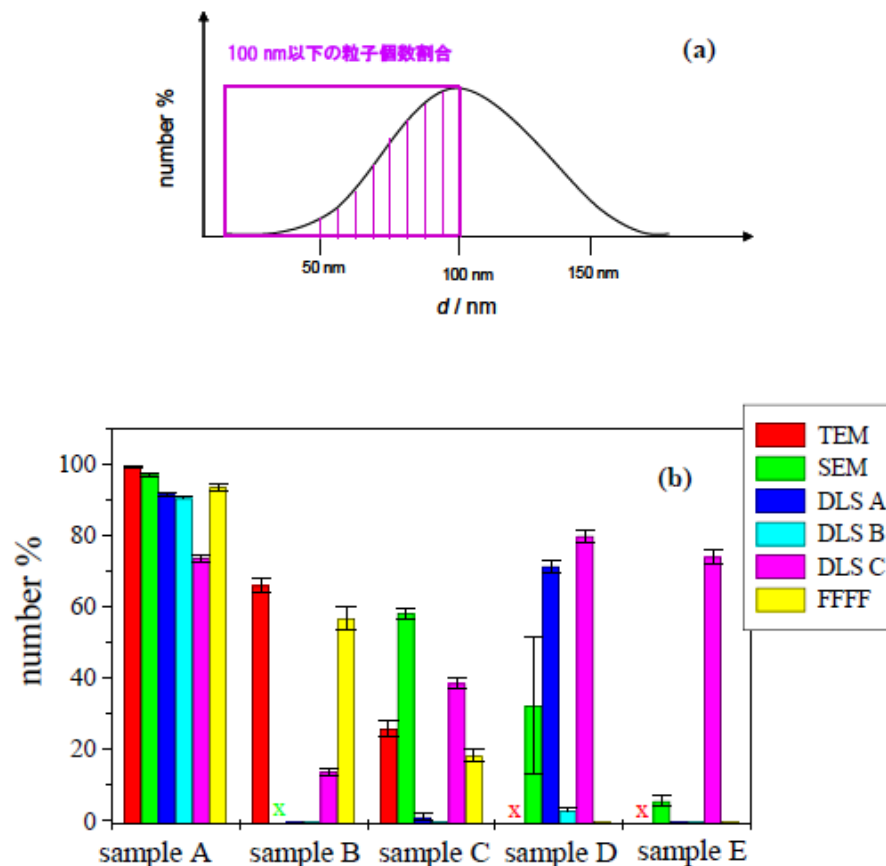 100 nm以下の粒子個数割合
(a)
number %
50 nm
100 nm
150 nm
d / nm
TEM
SEM
DLS A
DLS B
DLS C
FFFF
(b)
number %
100
80
60
40
20
0
x
x
x
sample A
sample B
sample C
sample D
sample E